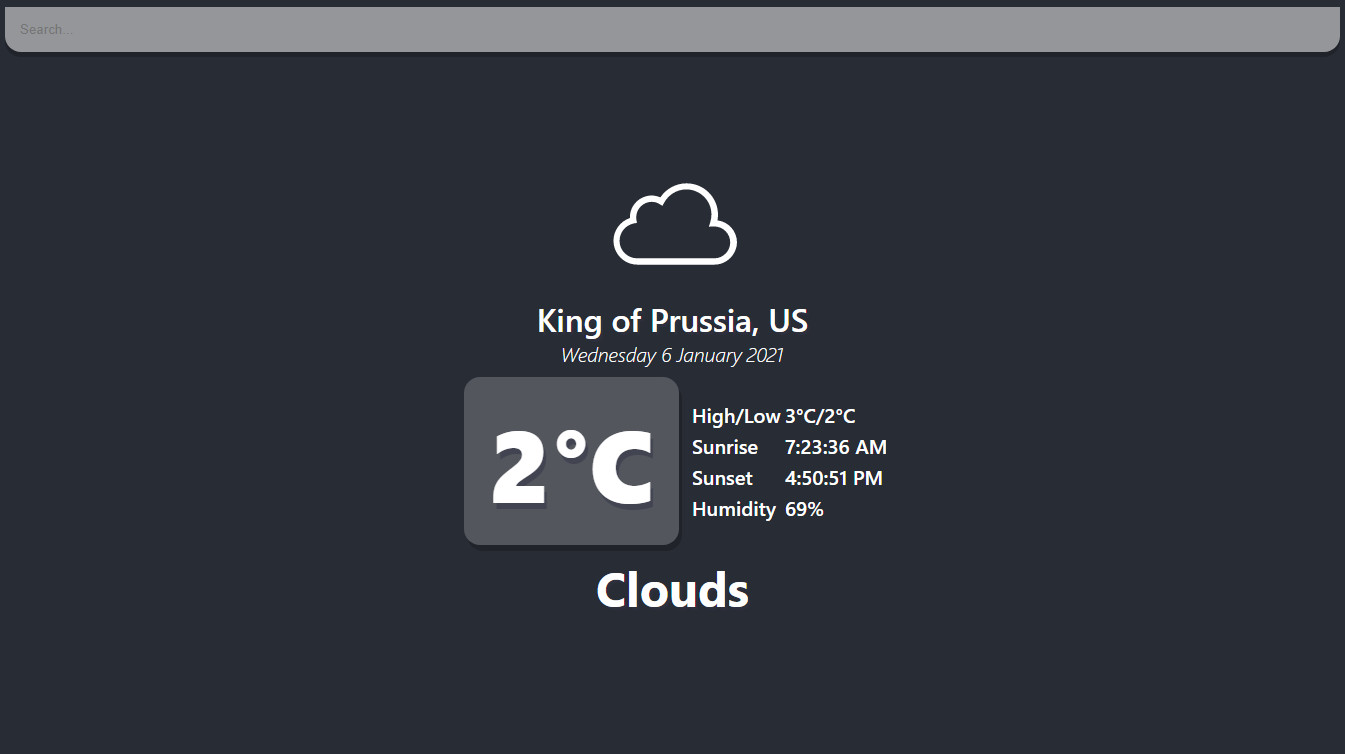 Search...
King of Prussia, US
Wednesday 6 January 2021
2°C
High/Low 3°C/2°C
Sunrise 7:23:36 AM
Sunset 4:50:51 PM
Humidity 69%
Clouds